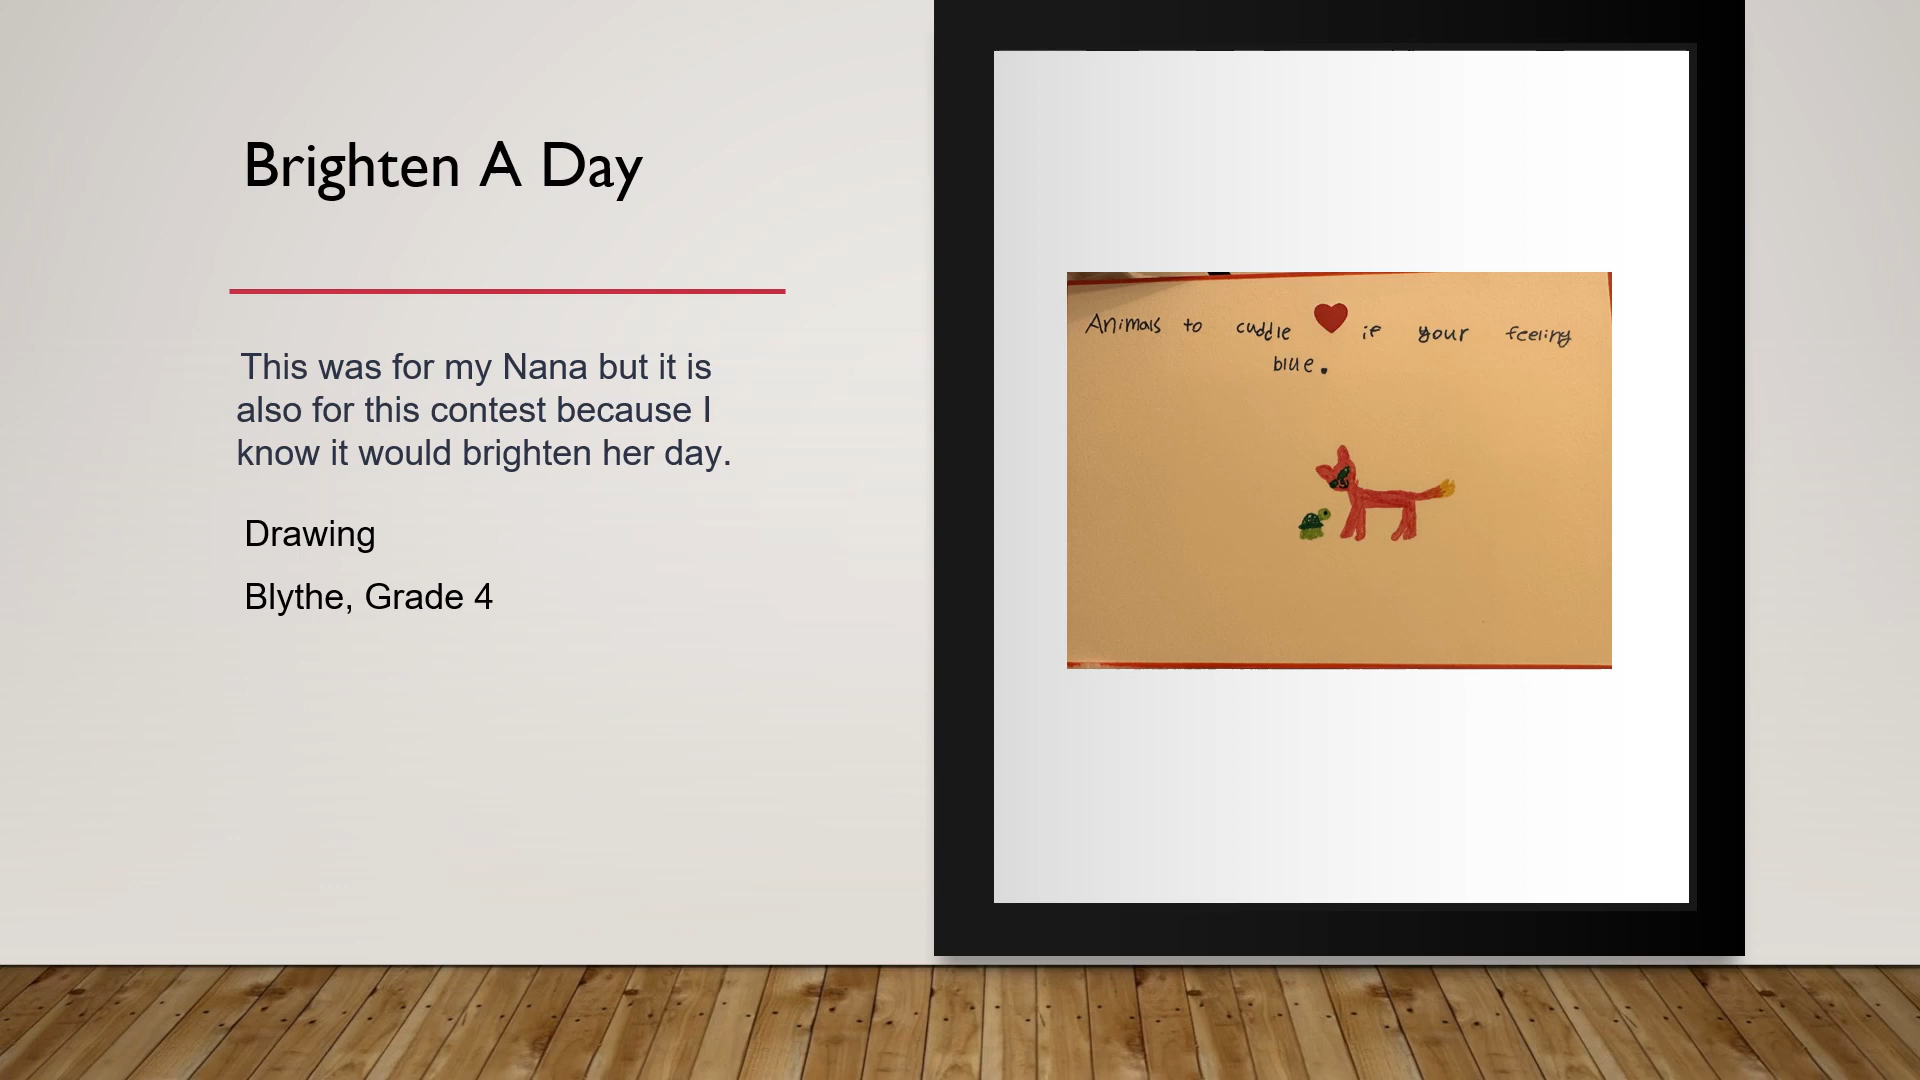 Brighten A Day
This was for my Nana but it is
also for this contest because I
know it would brighten her day.
Drawing
Blythe, Grade 4
Animals to cuddle if your feeling
blue.